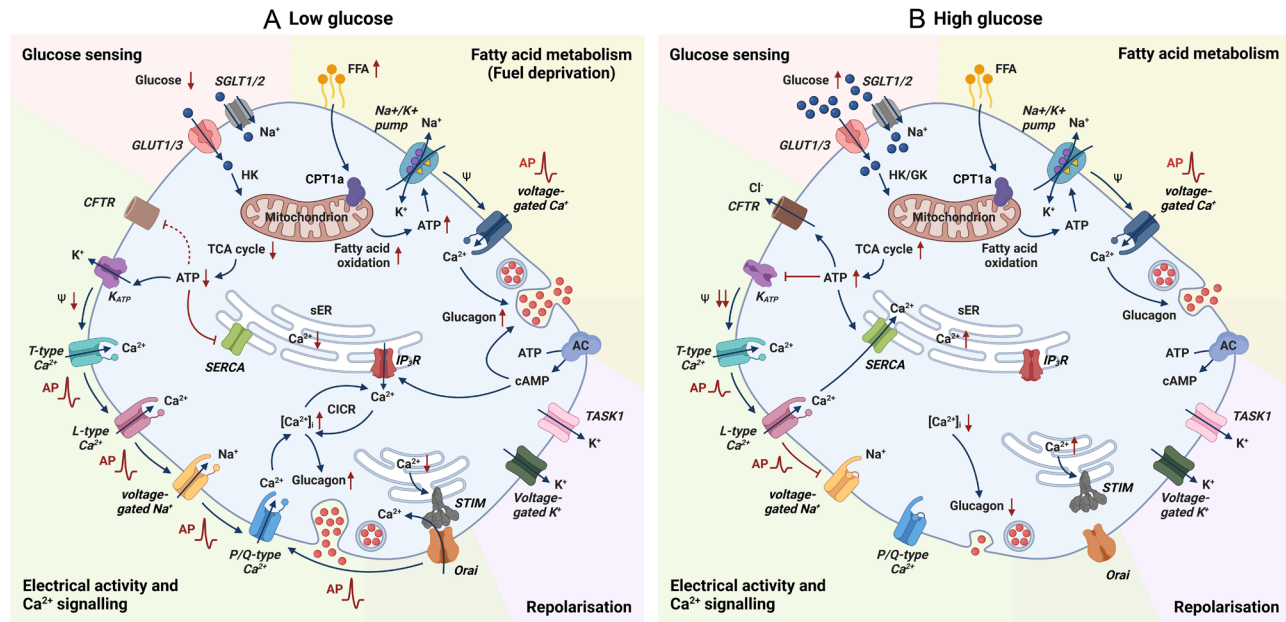 A Low glucose
Glucose sensing
Fatty acid metabolism
(Fuel deprivation)
Glucose
SGLT1/2
FFA
Na⁺
GLUT1/3
Na+/K+
pump
Na⁺
HK
CPT1a
AP
Ψ
voltage-
gated Ca⁺
CFTR
Mitochondrion
K⁺
ATP
TCA cycle
Fatty acid
oxidation
Ca²⁺
K⁺
ATP
K_ATP
Ψ
sER
Glucagon
Ca²⁺
T-type
Ca²⁺
Ca²⁺
SERCA
IP₃R
ATP
AC
cAMP
AP
Ca²⁺
Ca²⁺
L-type
Ca²⁺
[Ca²⁺]ᵢ
CICR
TASK1
K⁺
AP
Na⁺
Ca²⁺
Glucagon
Ca²⁺
STIM
K⁺
voltage-
gated Na⁺
Voltage-
gated K⁺
AP
Ca²⁺
P/Q-type
Ca²⁺
Orai
AP
Electrical activity and
Ca²⁺ signalling
Repolarisation
B High glucose
Glucose sensing
Fatty acid metabolism
Glucose
SGLT1/2
FFA
Na⁺
GLUT1/3
Na+/K+
pump
Na⁺
HK/GK
CPT1a
AP
Ψ
voltage-
gated Ca⁺
Cl⁻
CFTR
Mitochondrion
K⁺
ATP
TCA cycle
Fatty acid
oxidation
Ca²⁺
ATP
K_ATP
Ψ
Ca²⁺
sER
Glucagon
Ca²⁺
T-type
Ca²⁺
Ca²⁺
SERCA
IP₃R
ATP
AC
cAMP
AP
Ca²⁺
L-type
Ca²⁺
[Ca²⁺]ᵢ
TASK1
K⁺
AP
Na⁺
Ca²⁺
STIM
K⁺
voltage-
gated Na⁺
Glucagon
Voltage-
gated K⁺
P/Q-type
Ca²⁺
Orai
Electrical activity and
Ca²⁺ signalling
Repolarisation